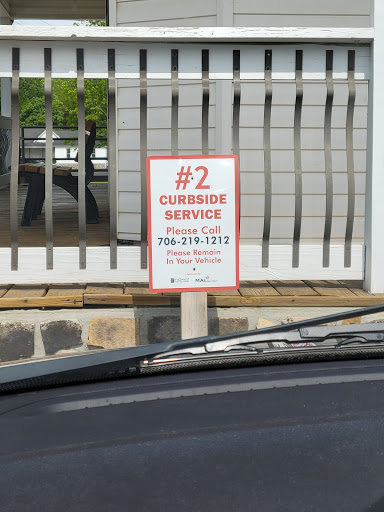 #2
CURBSIDE
SERVICE
Please Call
706-219-1212
Please Remain
In Your Vehicle